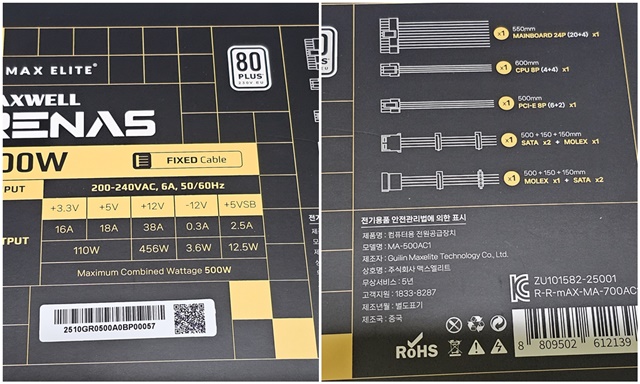 MAX ELITE®
AXWELL
RENAS
00W
FIXED Cable
80
PLUS
230V EU
PUT
200-240VAC, 6A, 50/60Hz
TPUT
+3.3V +5V +12V -12V +5VSB
16A 18A 38A 0.3A 2.5A
110W 456W 3.6W 12.5W
Maximum Combined Wattage 500W
2510GR0500A0BP00057
x1 550mm
MAINBOARD 24P (20+4) x1
x1 600mm
CPU 8P (4+4) x1
x1 500mm
PCI-E 8P (6+2) x1
x1 500 + 150 + 150mm
SATA x2 + MOLEX x1
x1 500 + 150 + 150mm
MOLEX x1 + SATA x2
전기용품 안전관리법에 의한 표시
제품명 : 컴퓨터용 전원공급장치
모델명 : MA-500AC1
제조자 : Guilin Maxelite Technology Co., Ltd.
상호명 : 주식회사 맥스엘리트
무상서비스 : 5년
고객지원 : 1833-8287
제조년월 : 별도표기
제조국 : 중국
ZU101582-25001
R-R-mAX-MA-700AC
RoHS
8 809502 612139